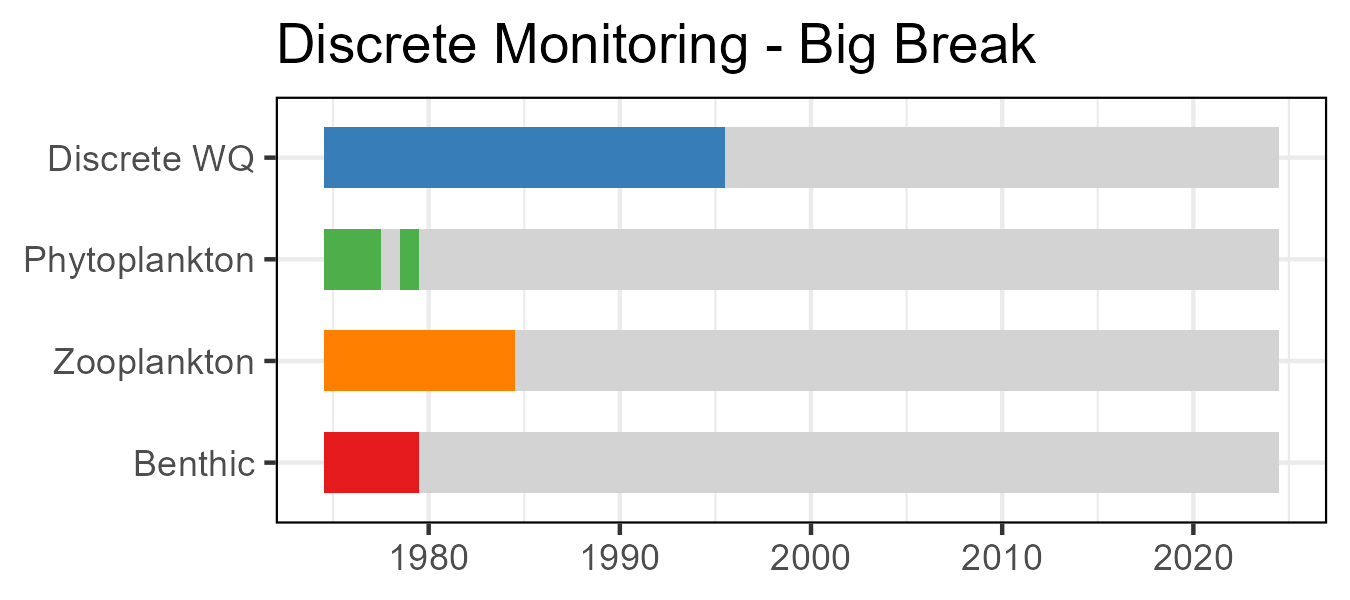 Discrete Monitoring - Big Break
Discrete WQ
Phytoplankton
Zooplankton
Benthic
1980 1990 2000 2010 2020